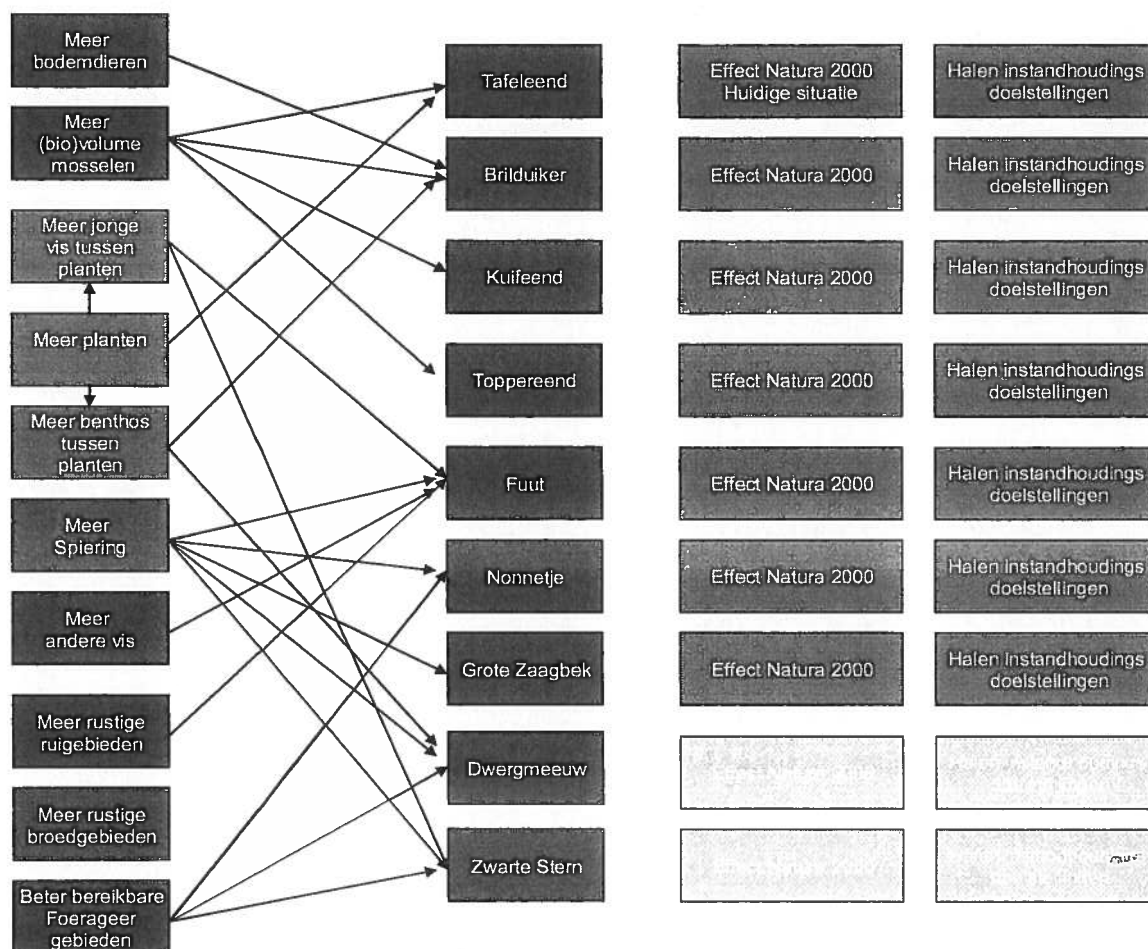 Meer
bodemdieren
Meer
(bio)volume
mosselen
Meer jonge
vis tussen
planten
Meer planten
Meer benthos
tussen
planten
Meer
Spiering
Meer
andere vis
Meer rustige
ruigebieden
Meer rustige
broedgebieden
Beter bereikbare
Foerageer
gebieden
Tafeleend
Brilduiker
Kuifeend
Toppereend
Fuut
Nonnetje
Grote Zaagbek
Dwergmeeuw
Zwarte Stern
Effect Natura 2000
Huidige situatie
Effect Natura 2000
Effect Natura 2000
Effect Natura 2000
Effect Natura 2000
Effect Natura 2000
Effect Natura 2000
Halen instandhoudings
doelstellingen
Halen instandhoudings
doelstellingen
Halen instandhoudings
doelstellingen
Halen instandhoudings
doelstellingen
Halen instandhoudings
doelstellingen
Halen instandhoudings
doelstellingen
Halen instandhoudings
doelstellingen